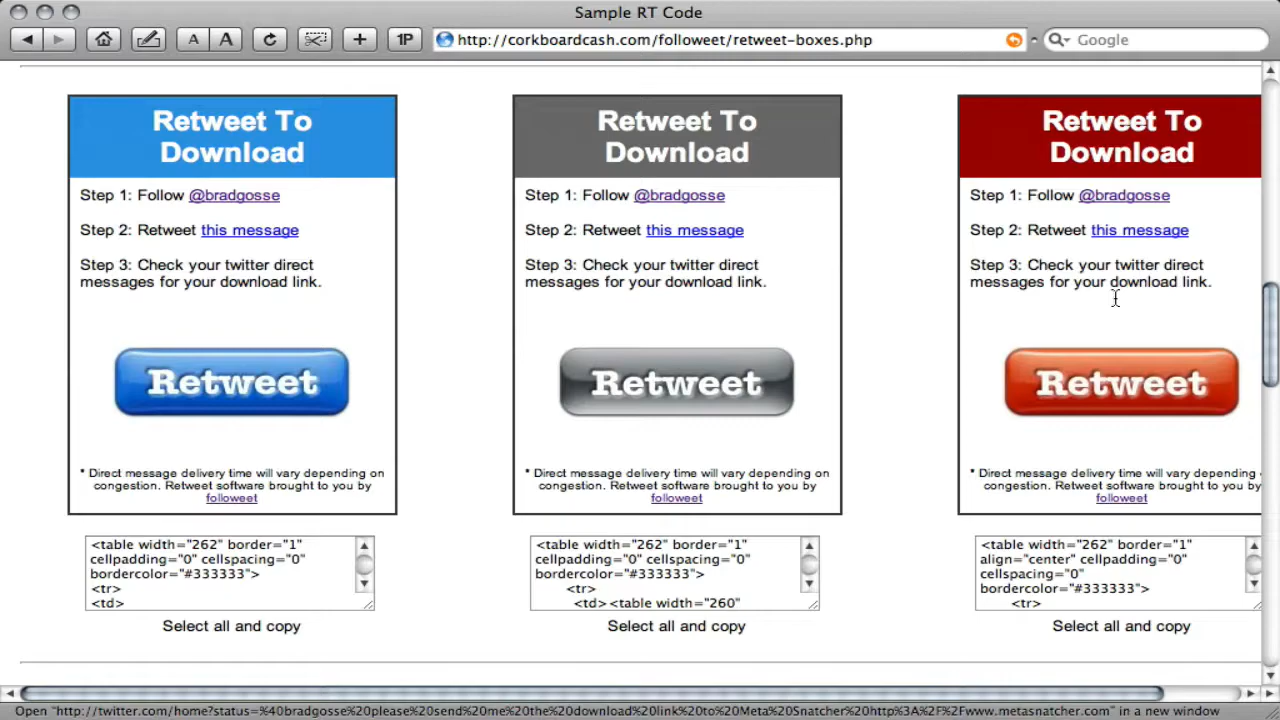 Sample RT Code
A A 1P http://corkboardcash.com/followeet/retweet-boxes.php Google
Retweet To
Download
Step 1: Follow @bradgosse
Step 2: Retweet this message
Step 3: Check your twitter direct
messages for your download link.
Retweet
* Direct message delivery time will vary depending on
congestion. Retweet software brought to you by
followeet
<table width="262" border="1"
cellpadding="0" cellspacing="0"
bordercolor="#333333">
<tr>
<td>
Select all and copy
Retweet To
Download
Step 1: Follow @bradgosse
Step 2: Retweet this message
Step 3: Check your twitter direct
messages for your download link.
Retweet
* Direct message delivery time will vary depending on
congestion. Retweet software brought to you by
followeet
<table width="262" border="1"
cellpadding="0" cellspacing="0"
bordercolor="#333333">
<tr>
<td><table width="260"
Select all and copy
Retweet To
Download
Step 1: Follow @bradgosse
Step 2: Retweet this message
Step 3: Check your twitter direct
messages for your download link.
Retweet
* Direct message delivery time will vary depending
congestion. Retweet software brought to you by
followeet
<table width="262" border="1"
align="center" cellpadding="0"
cellspacing="0"
bordercolor="#333333">
<tr>
Select all and copy
Open "http://twitter.com/home?status=%40bradgosse%20please%20send%20me%20the%20download%20link%20to%20Meta%20Snatcher%20http%3A%2F%2Fwww.metasnatcher.com" in a new window